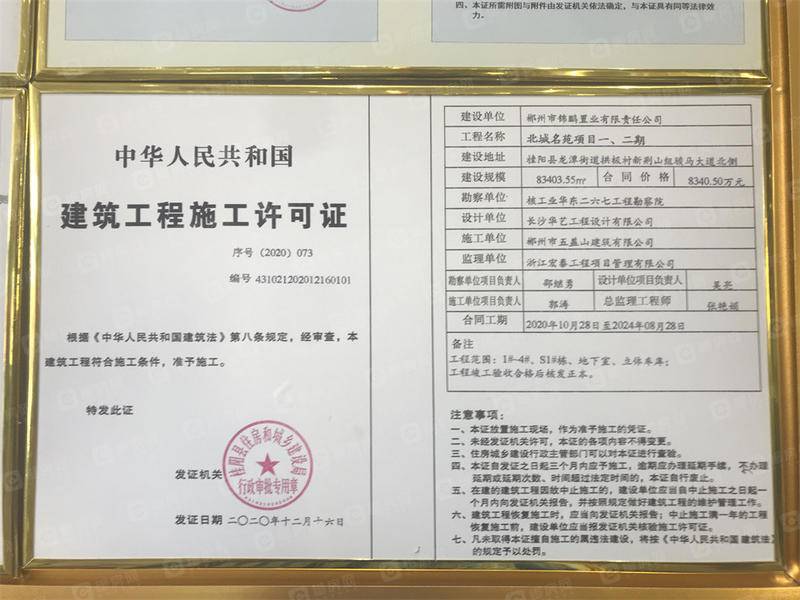 四、本证所需附图与附件由发证机关依法确定，与本证具有同等法律效
力。
中华人民共和国
建筑工程施工许可证
序号（2020）073
编号 431021202012160101
根据《中华人民共和国建筑法》第八条规定，经审查，本
建筑工程符合施工条件，准予施工。
特发此证
发证机关
桂阳县住房和城乡建设局
行政审批专用章
发证日期 二〇二〇年十二月十六日
建设单位 郴州市锦鹏置业有限责任公司
工程名称 北城名苑项目一、二期
建设地址 桂阳县龙潭街道拱极村新荆山组骏马大道北侧
建设规模 83403.55㎡ 合同价格 8340.50万元
勘察单位 核工业华东二六七工程勘察院
设计单位 长沙华艺工程设计有限公司
施工单位 郴州市五盖山建筑有限公司
监理单位 浙江宏泰工程项目管理有限公司
勘察单位项目负责人 邵继勇 设计单位项目负责人 吴亮
施工单位项目负责人 郭涛 总监理工程师 张艳娟
合同工期 2020年10月28日至2024年08月28日
备注
工程范围：1#-4#、S1#栋、地下室、立体车库；
工程竣工验收合格后核发正本。
注意事项：
一、本证放置施工现场，作为准予施工的凭证。
二、未经发证机关许可，本证的各项内容不得变更。
三、住房城乡建设行政主管部门可以对本证进行查验。
四、本证自发证之日起三个月内应予施工，逾期应办理延期手续，不办理
延期或延期次数、时间超过法定时间的，本证自行废止。
五、在建的建筑工程因故中止施工的，建设单位应当自中止施工之日起一
个月内向发证机关报告，并按照规定做好建筑工程的维护管理工作。
六、建筑工程恢复施工时，应当向发证机关报告；中止施工满一年的工程
恢复施工前，建设单位应当报发证机关核验施工许可证。
七、凡未取得本证擅自施工的属违法建设，将按《中华人民共和国建筑法》
的规定予以处罚。